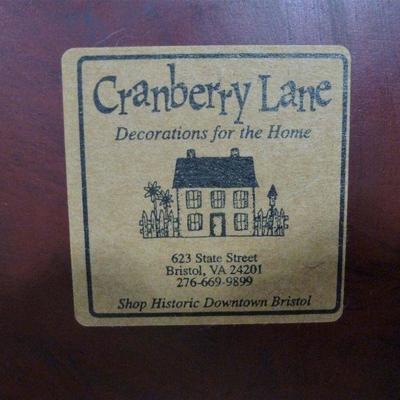 Cranberry Lane
Decorations for the Home
623 State Street
Bristol, VA 24201
276-669-9899
Shop Historic Downtown Bristol